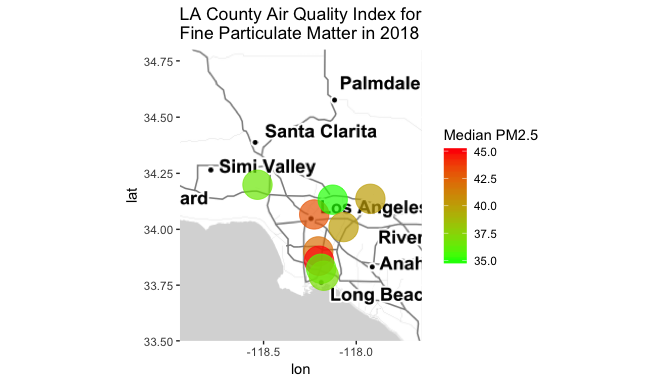 LA County Air Quality Index for
Fine Particulate Matter in 2018
34.75
34.50
34.25
34.00
33.75
33.50
lat
Palmdale
Santa Clarita
Simi Valley
ard
Los Angeles
River
Anah
Long Beac
-118.5
-118.0
lon
Median PM2.5
45.0
42.5
40.0
37.5
35.0